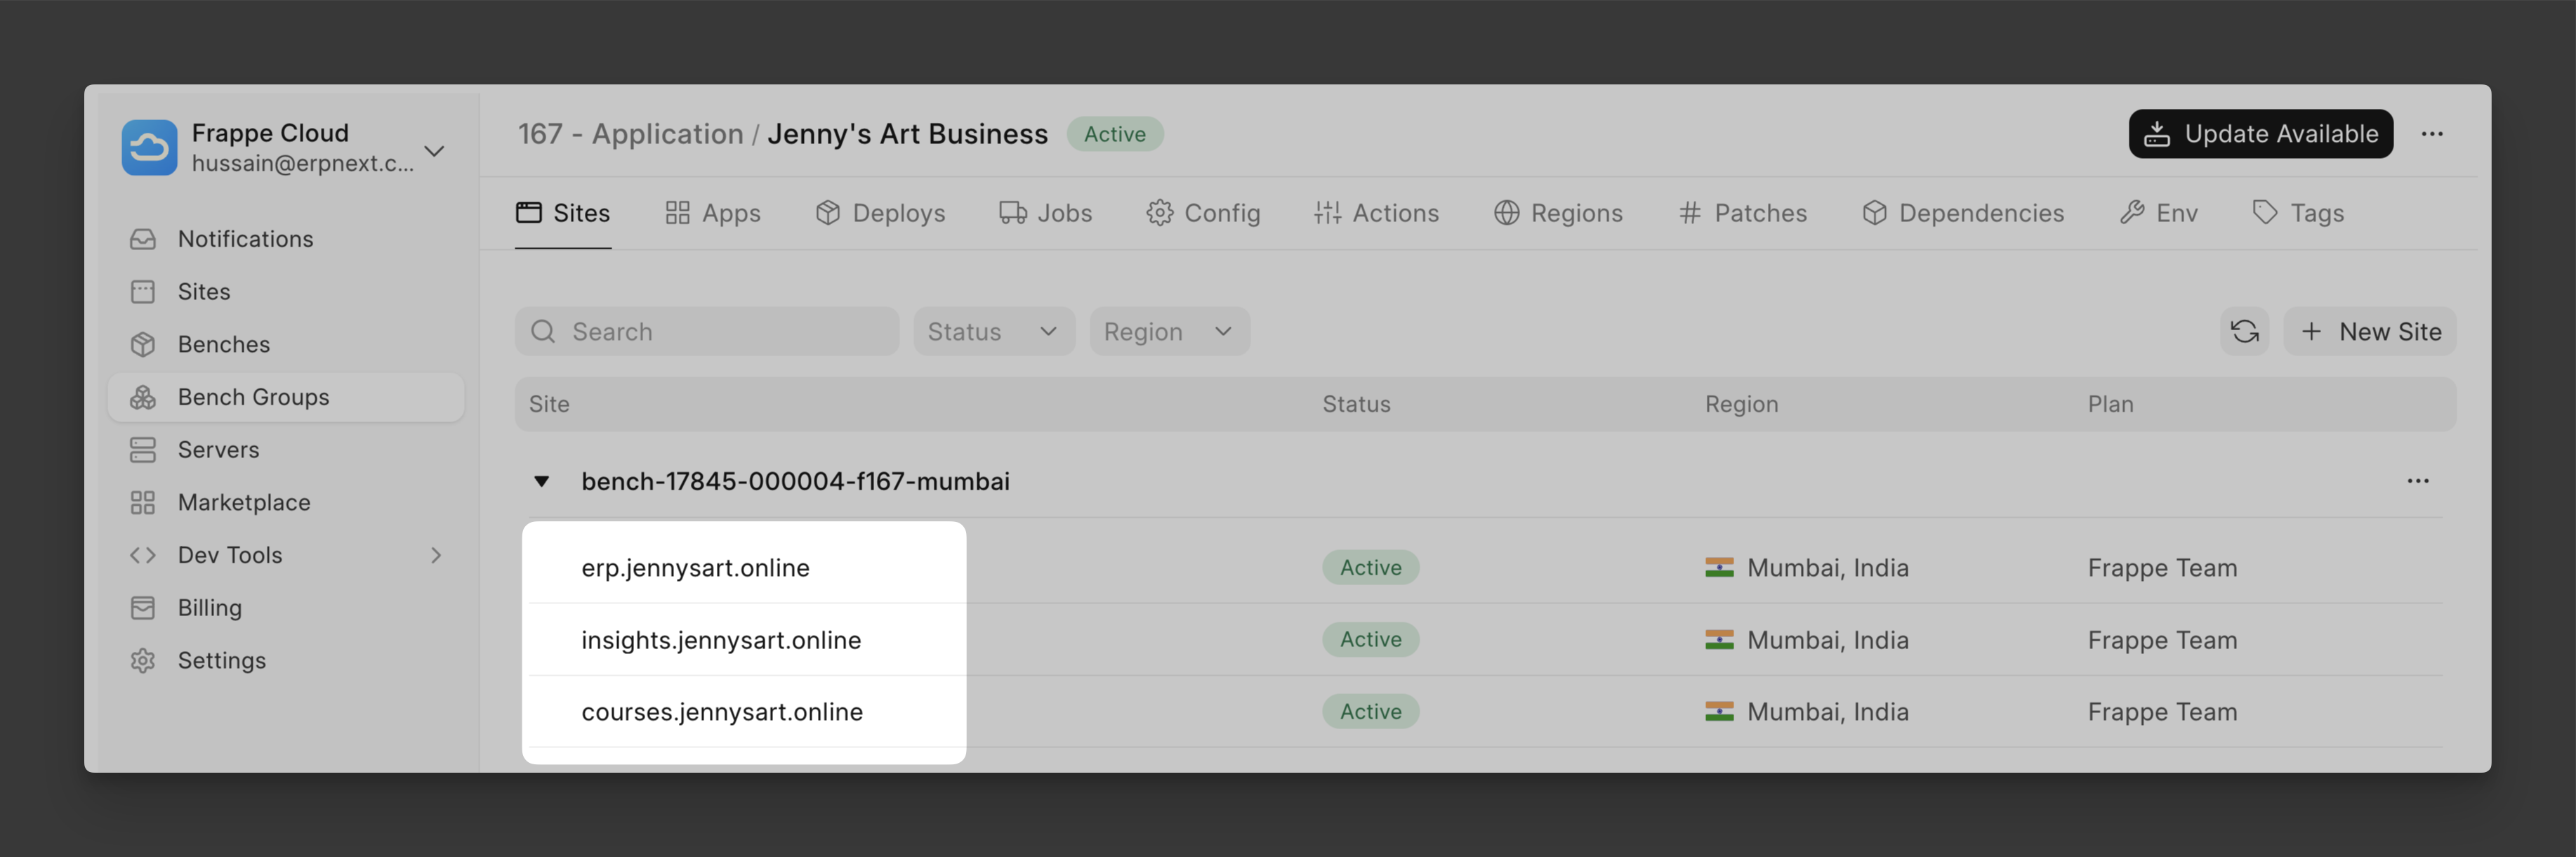 Frappe Cloud
hussain@erpnext.c...
Notifications
Sites
Benches
Bench Groups
Servers
Marketplace
Dev Tools
Billing
Settings
167 - Application / Jenny's Art Business Active
Update Available
Sites Apps Deploys Jobs Config Actions Regions Patches Dependencies Env Tags
Search Status Region New Site
Site Status Region Plan
bench-17845-000004-f167-mumbai
erp.jennysart.online Active Mumbai, India Frappe Team
insights.jennysart.online Active Mumbai, India Frappe Team
courses.jennysart.online Active Mumbai, India Frappe Team